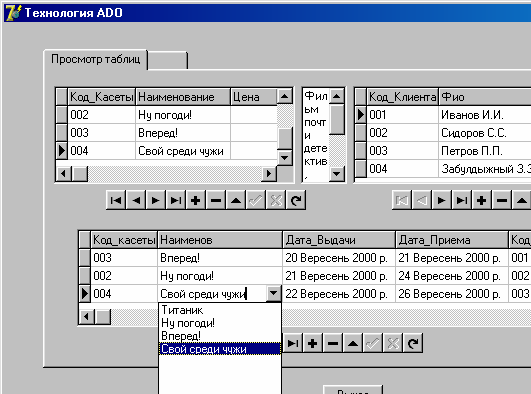 Технология ADO
Просмотр таблиц
Код_Касеты Наименование Цена
002 Ну погоди!
003 Вперед!
004 Свой среди чужи
Фил
ьм
почт
и
дете
ктив
Код_Клиента Фио
001 Иванов И.И.
002 Сидоров С.С.
003 Петров П.П.
004 Забулдыжный З.З
Код_касеты Наименов Дата_Выдачи Дата_Приема Код
003 Вперед! 20 Вересень 2000 р. 21 Вересень 2000 р. 001
002 Ну погоди! 21 Вересень 2000 р. 24 Вересень 2000 р. 002
004 Свой среди чужи 22 Вересень 2000 р. 26 Вересень 2000 р. 003
Титаник
Ну погоди!
Вперед!
Свой среди чужи